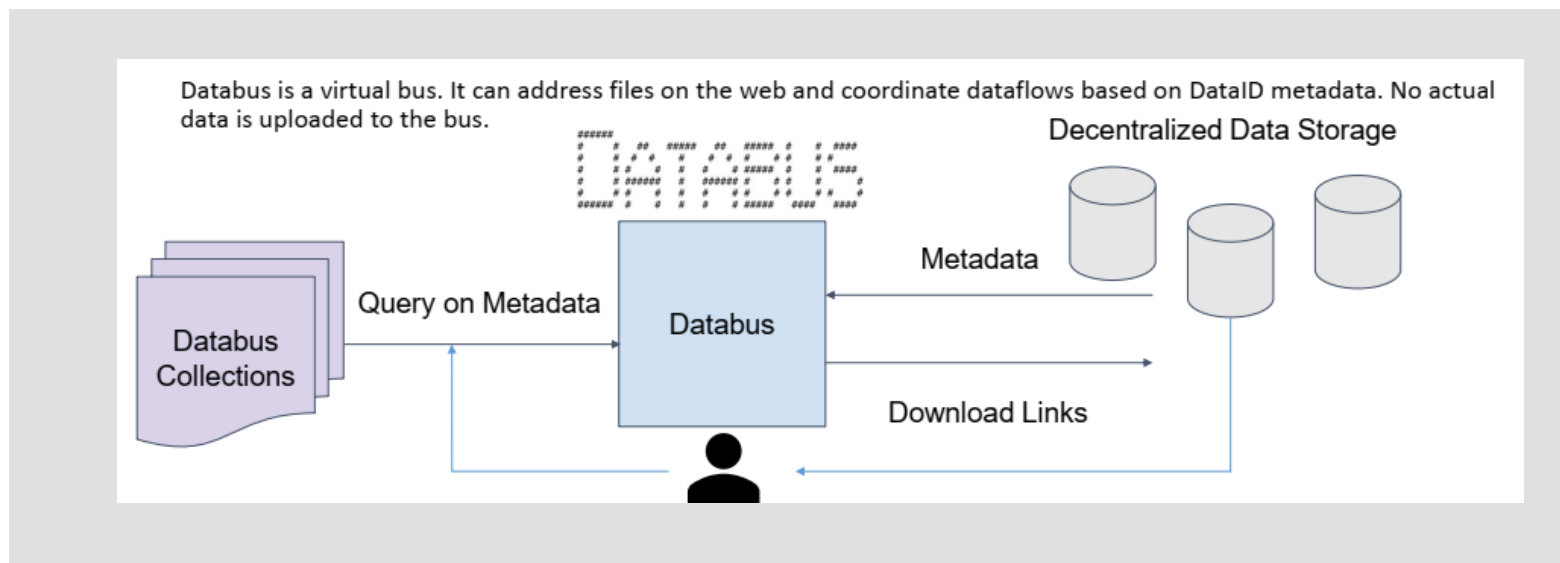 Databus is a virtual bus. It can address files on the web and coordinate dataflows based on DataID metadata. No actual
data is uploaded to the bus.
DATABUS
Decentralized Data Storage
Metadata
Query on Metadata
Databus
Databus
Collections
Download Links